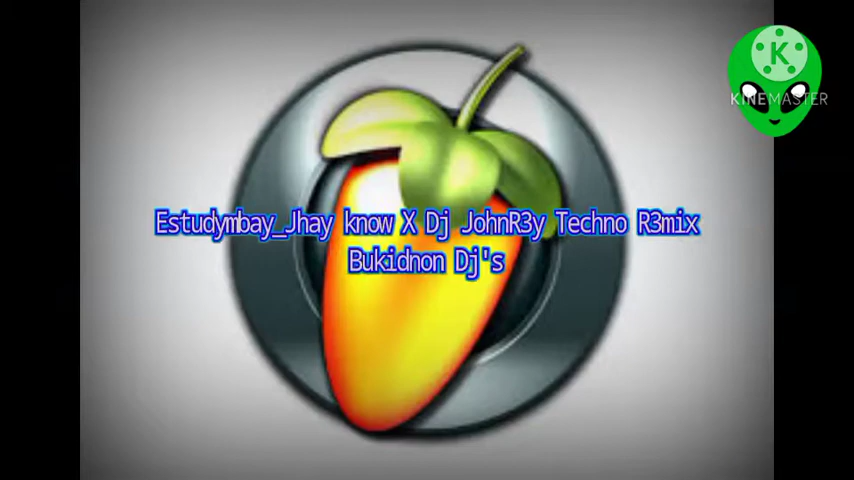 K
KINEMASTER
Estudymbay_Jhay know X Dj JohnR3y Techno R3mix
Bukidnon Dj's